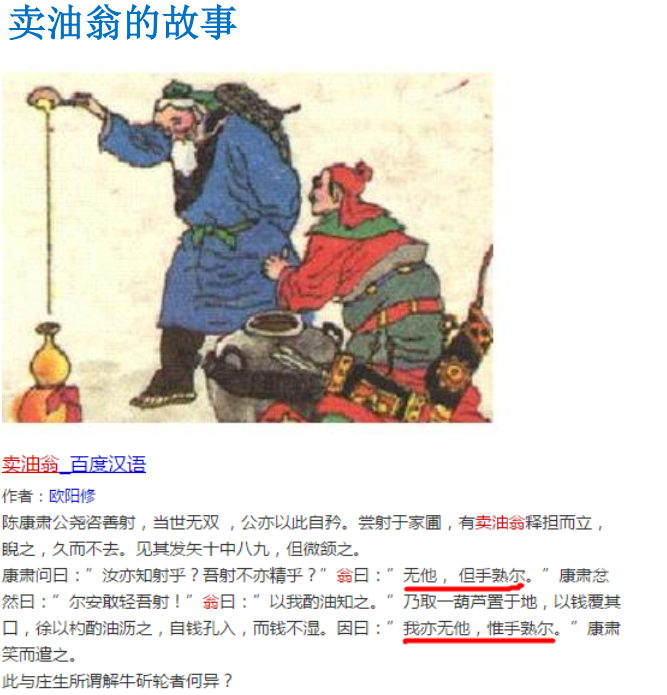 卖油翁的故事
卖油翁_百度汉语
作者：欧阳修
陈康肃公尧咨善射，当世无双 ，公亦以此自矜。尝射于家圃，有卖油翁释担而立，
睨之，久而不去。见其发矢十中八九，但微颔之。
康肃问曰：”汝亦知射乎？吾射不亦精乎？”翁曰：”无他， 但手熟尔。”康肃忿
然曰：”尔安敢轻吾射！”翁曰：”以我酌油知之。”乃取一葫芦置于地，以钱覆其
口，徐以杓酌油沥之，自钱孔入，而钱不湿。因曰：”我亦无他，惟手熟尔。”康肃
笑而遣之。
此与庄生所谓解牛斫轮者何异？